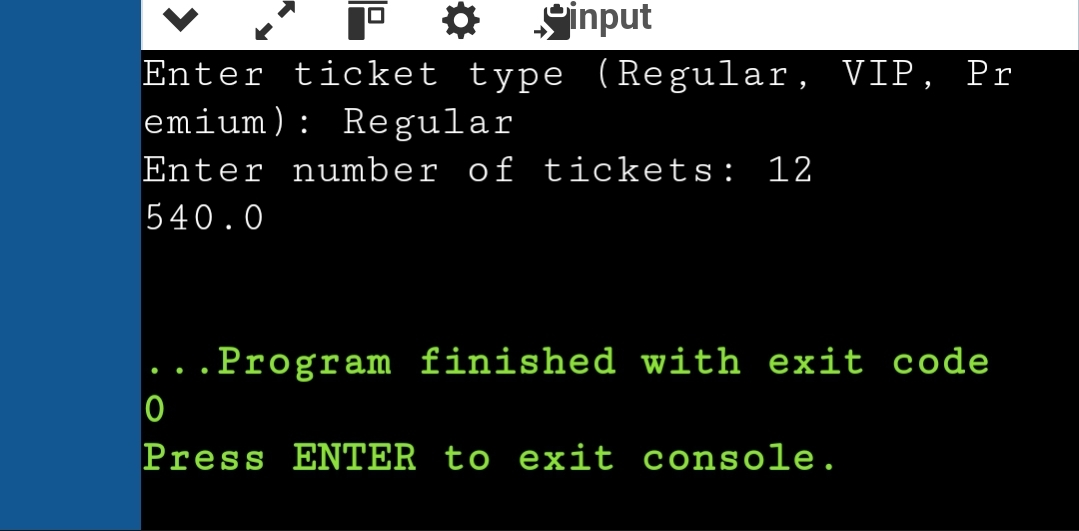 input
Enter ticket type (Regular, VIP, Pr
emium): Regular
Enter number of tickets: 12
540.0
...Program finished with exit code
0
Press ENTER to exit console.